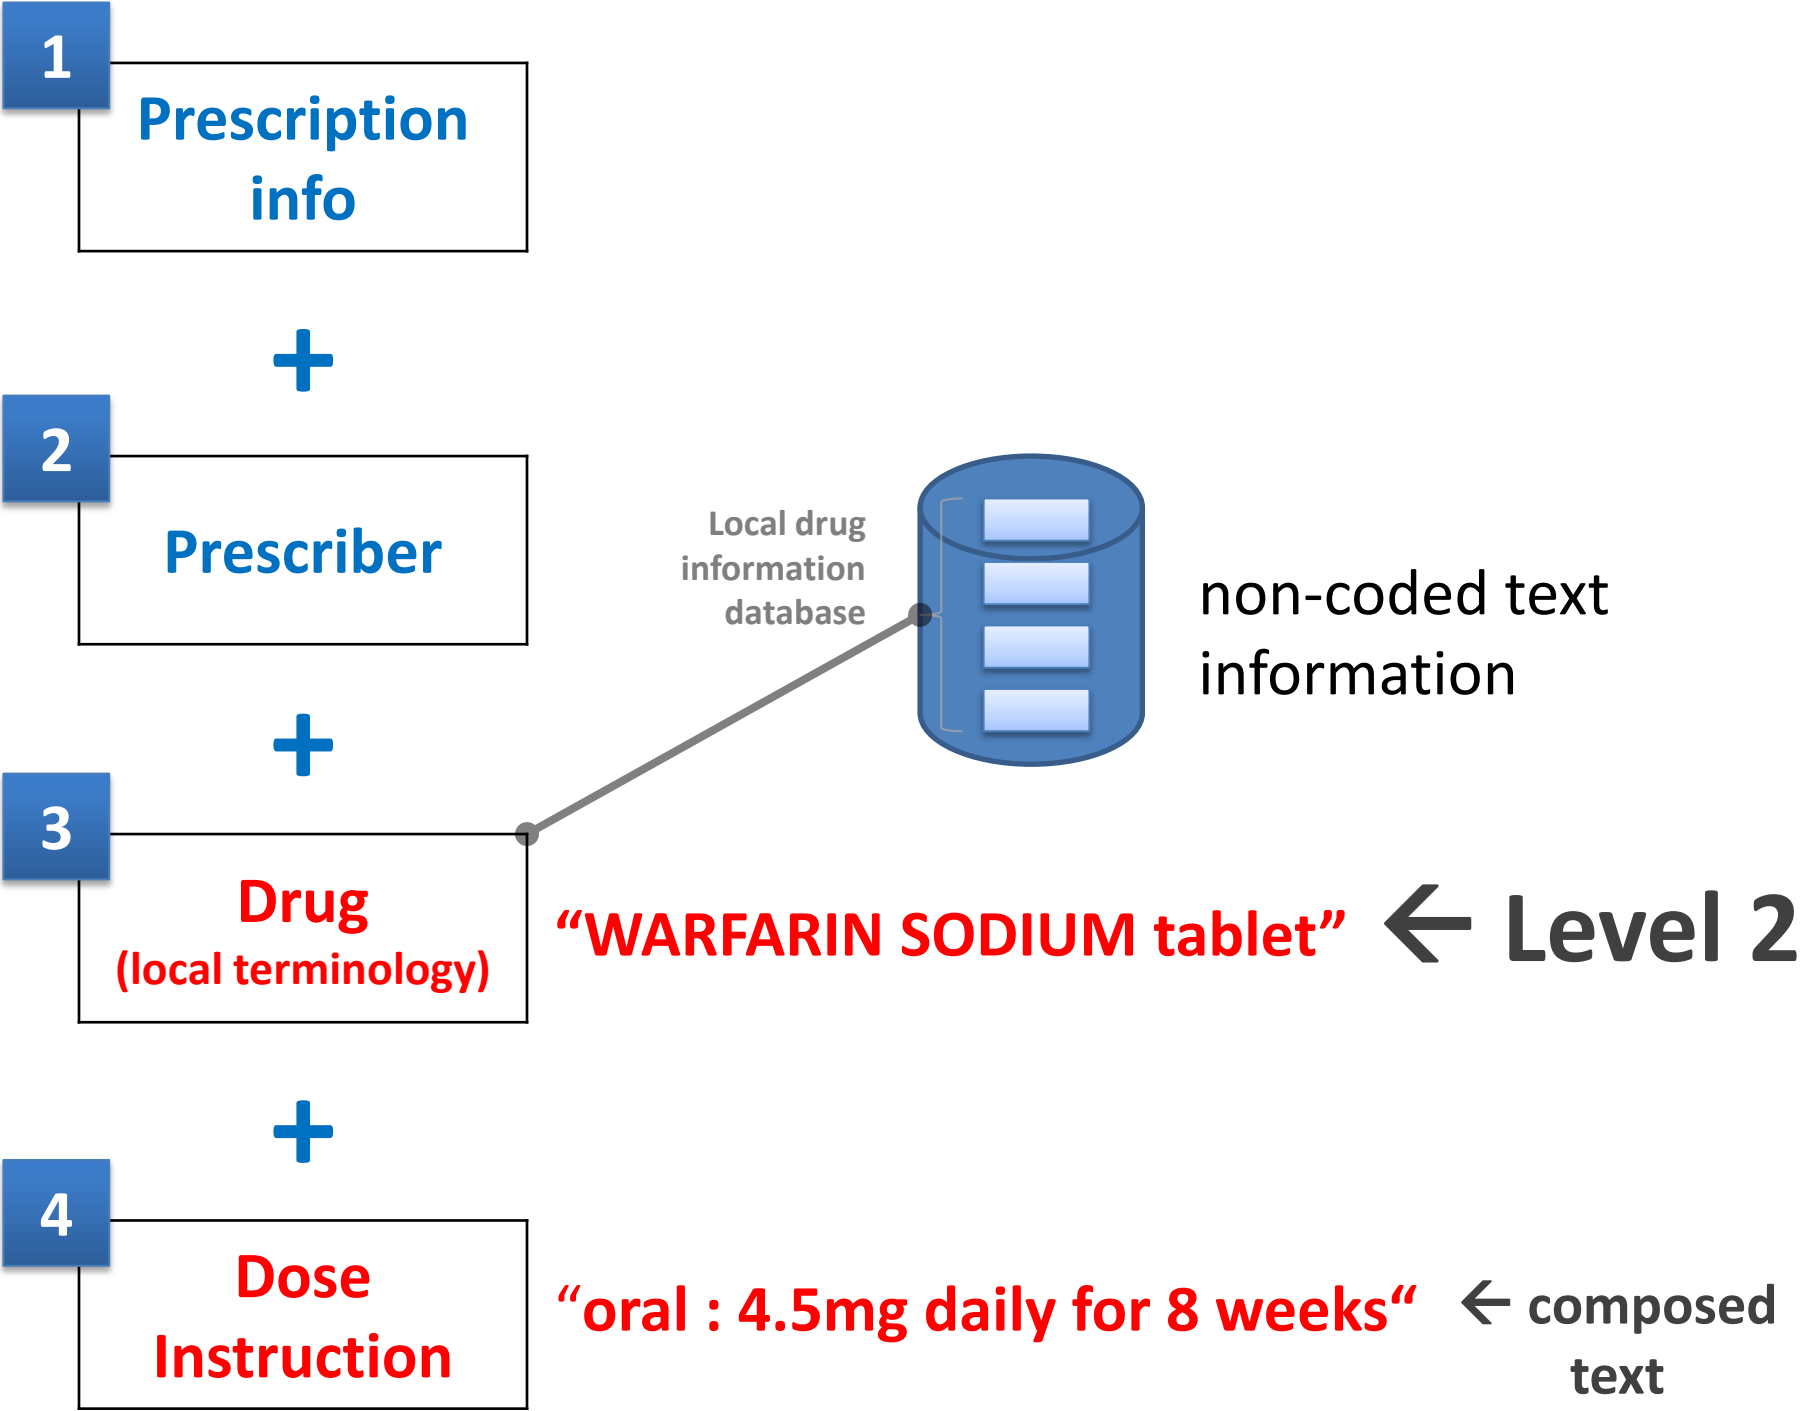 1
Prescription
info
+
2
Prescriber
Local drug
information
database
non-coded text
information
+
3
Drug
(local terminology)
“WARFARIN SODIUM tablet” ← Level 2
+
4
Dose
Instruction
“oral : 4.5mg daily for 8 weeks“ ← composed
text